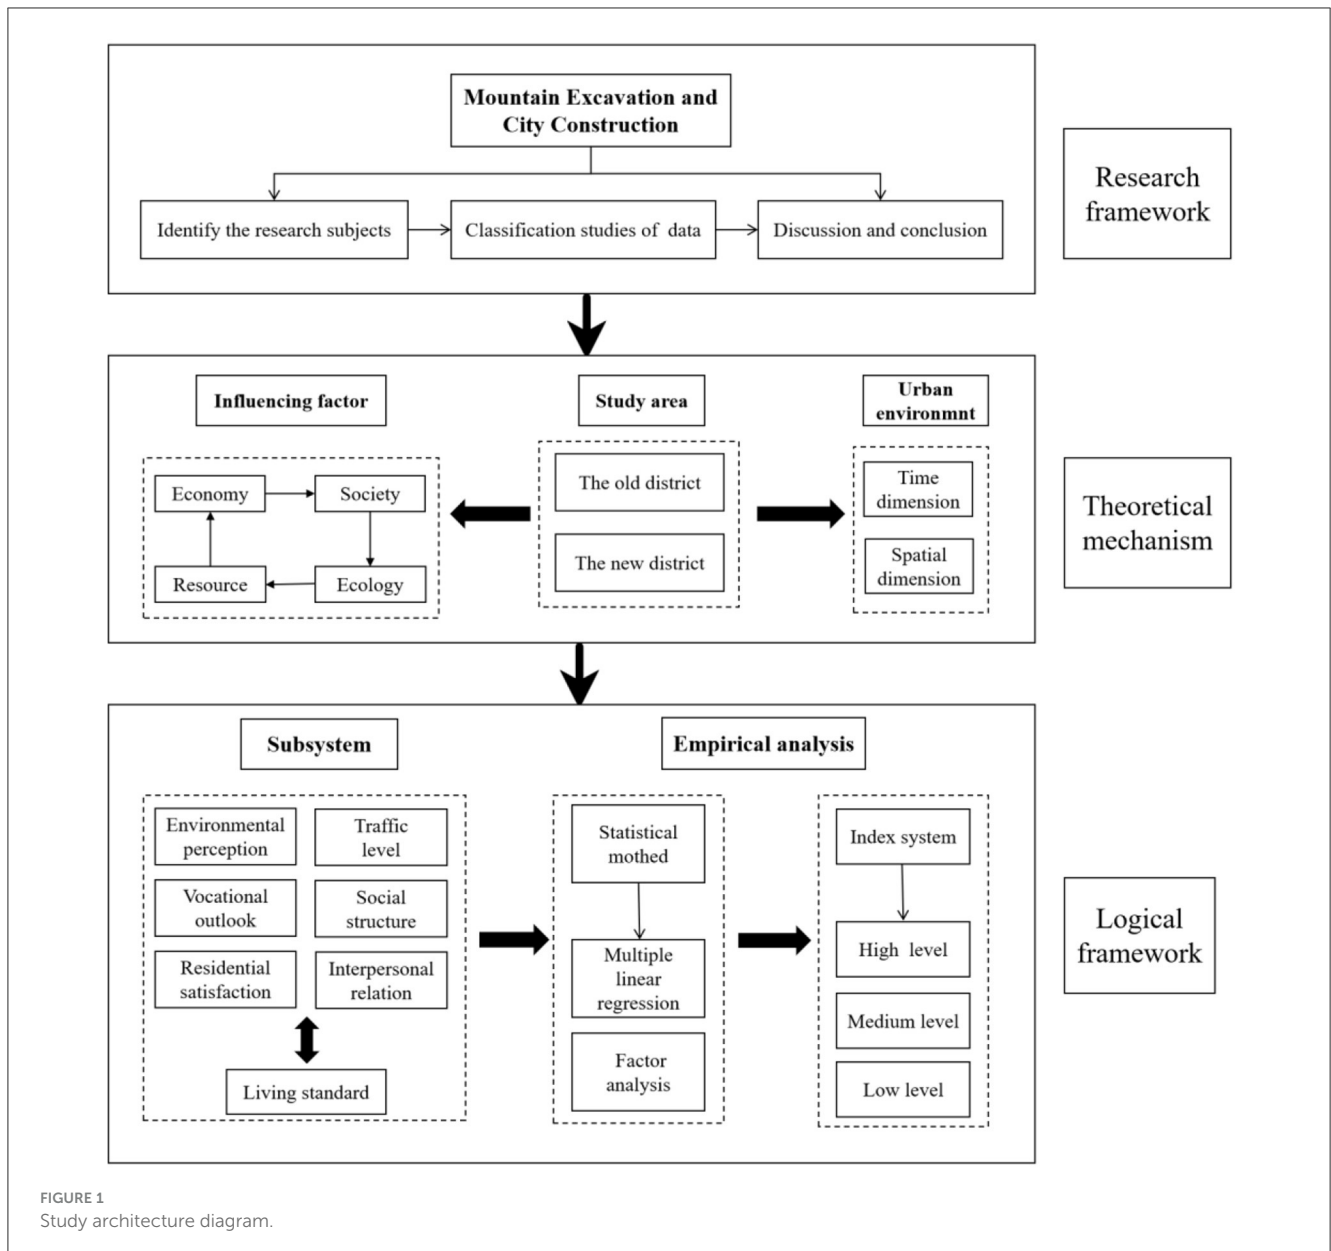 Mountain Excavation and
City Construction
Identify the research subjects
Classification studies of data
Discussion and conclusion
Research
framework
Influencing factor
Study area
Urban
environmnt
Economy
Society
Resource
Ecology
The old district
The new district
Time
dimension
Spatial
dimension
Theoretical
mechanism
Subsystem
Empirical analysis
Environmental
perception
Traffic
level
Vocational
outlook
Social
structure
Residential
satisfaction
Interpersonal
relation
Living standard
Statistical
mothed
Multiple
linear
regression
Factor
analysis
Index system
High level
Medium level
Low level
Logical
framework
FIGURE 1
Study architecture diagram.